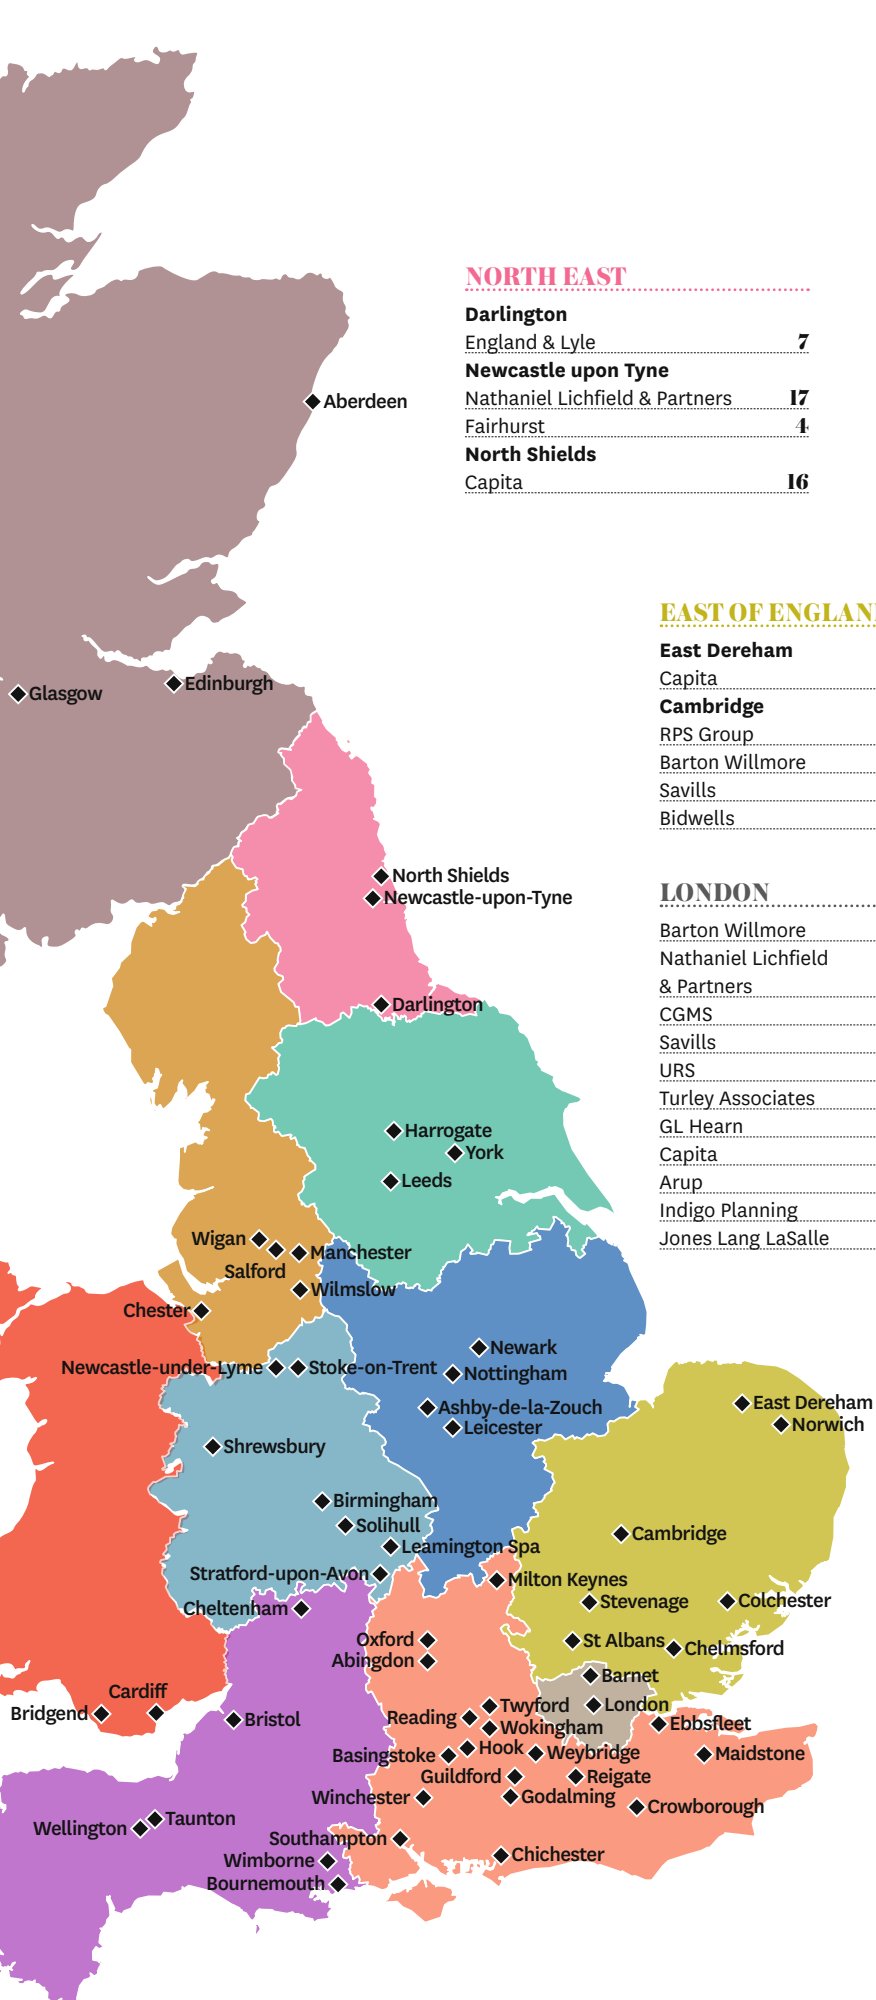 NORTH EAST
Darlington
England & Lyle 7
Newcastle upon Tyne
Nathaniel Lichfield & Partners 17
Fairhurst 4
North Shields
Capita 16
Aberdeen
EAST OF ENGLAN
East Dereham
Capita
Cambridge
RPS Group
Barton Willmore
Savills
Bidwells
Glasgow
Edinburgh
LONDON
Barton Willmore
Nathaniel Lichfield
& Partners
CGMS
Savills
URS
Turley Associates
GL Hearn
Capita
Arup
Indigo Planning
Jones Lang LaSalle
North Shields
Newcastle-upon-Tyne
Darlington
Harrogate
York
Leeds
Wigan
Manchester
Salford
Wilmslow
Chester
Newcastle-under-Lyme
Stoke-on-Trent
Newark
Nottingham
Ashby-de-la-Zouch
Leicester
East Dereham
Norwich
Shrewsbury
Birmingham
Solihull
Leamington Spa
Stratford-upon-Avon
Cambridge
Milton Keynes
Cheltenham
Stevenage
Colchester
Oxford
St Albans
Chelmsford
Abingdon
Barnet
Cardiff
Bridgend
Bristol
Twyford
London
Reading
Wokingham
Ebbsfleet
Basingstoke
Hook
Weybridge
Maidstone
Guildford
Reigate
Winchester
Godalming
Crowborough
Taunton
Wellington
Southampton
Chichester
Wimborne
Bournemouth